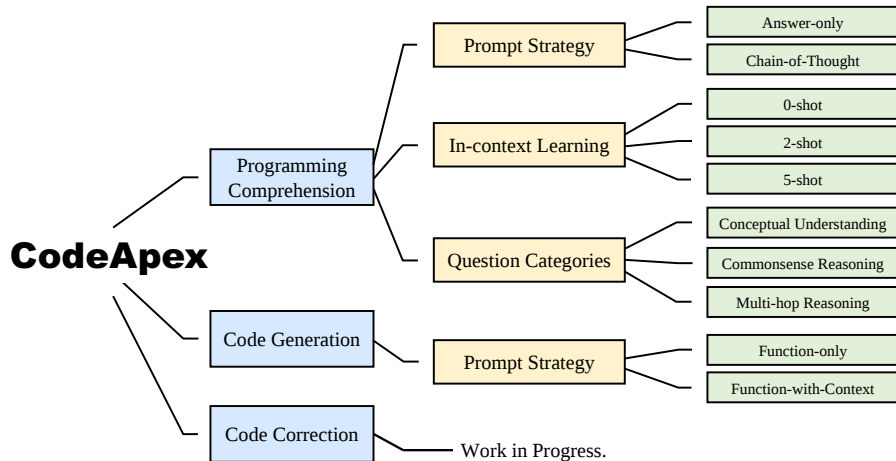 CodeApex
Programming
Comprehension
Prompt Strategy
Answer-only
Chain-of-Thought
In-context Learning
0-shot
2-shot
5-shot
Question Categories
Conceptual Understanding
Commonsense Reasoning
Multi-hop Reasoning
Code Generation
Prompt Strategy
Function-only
Function-with-Context
Code Correction
Work in Progress.